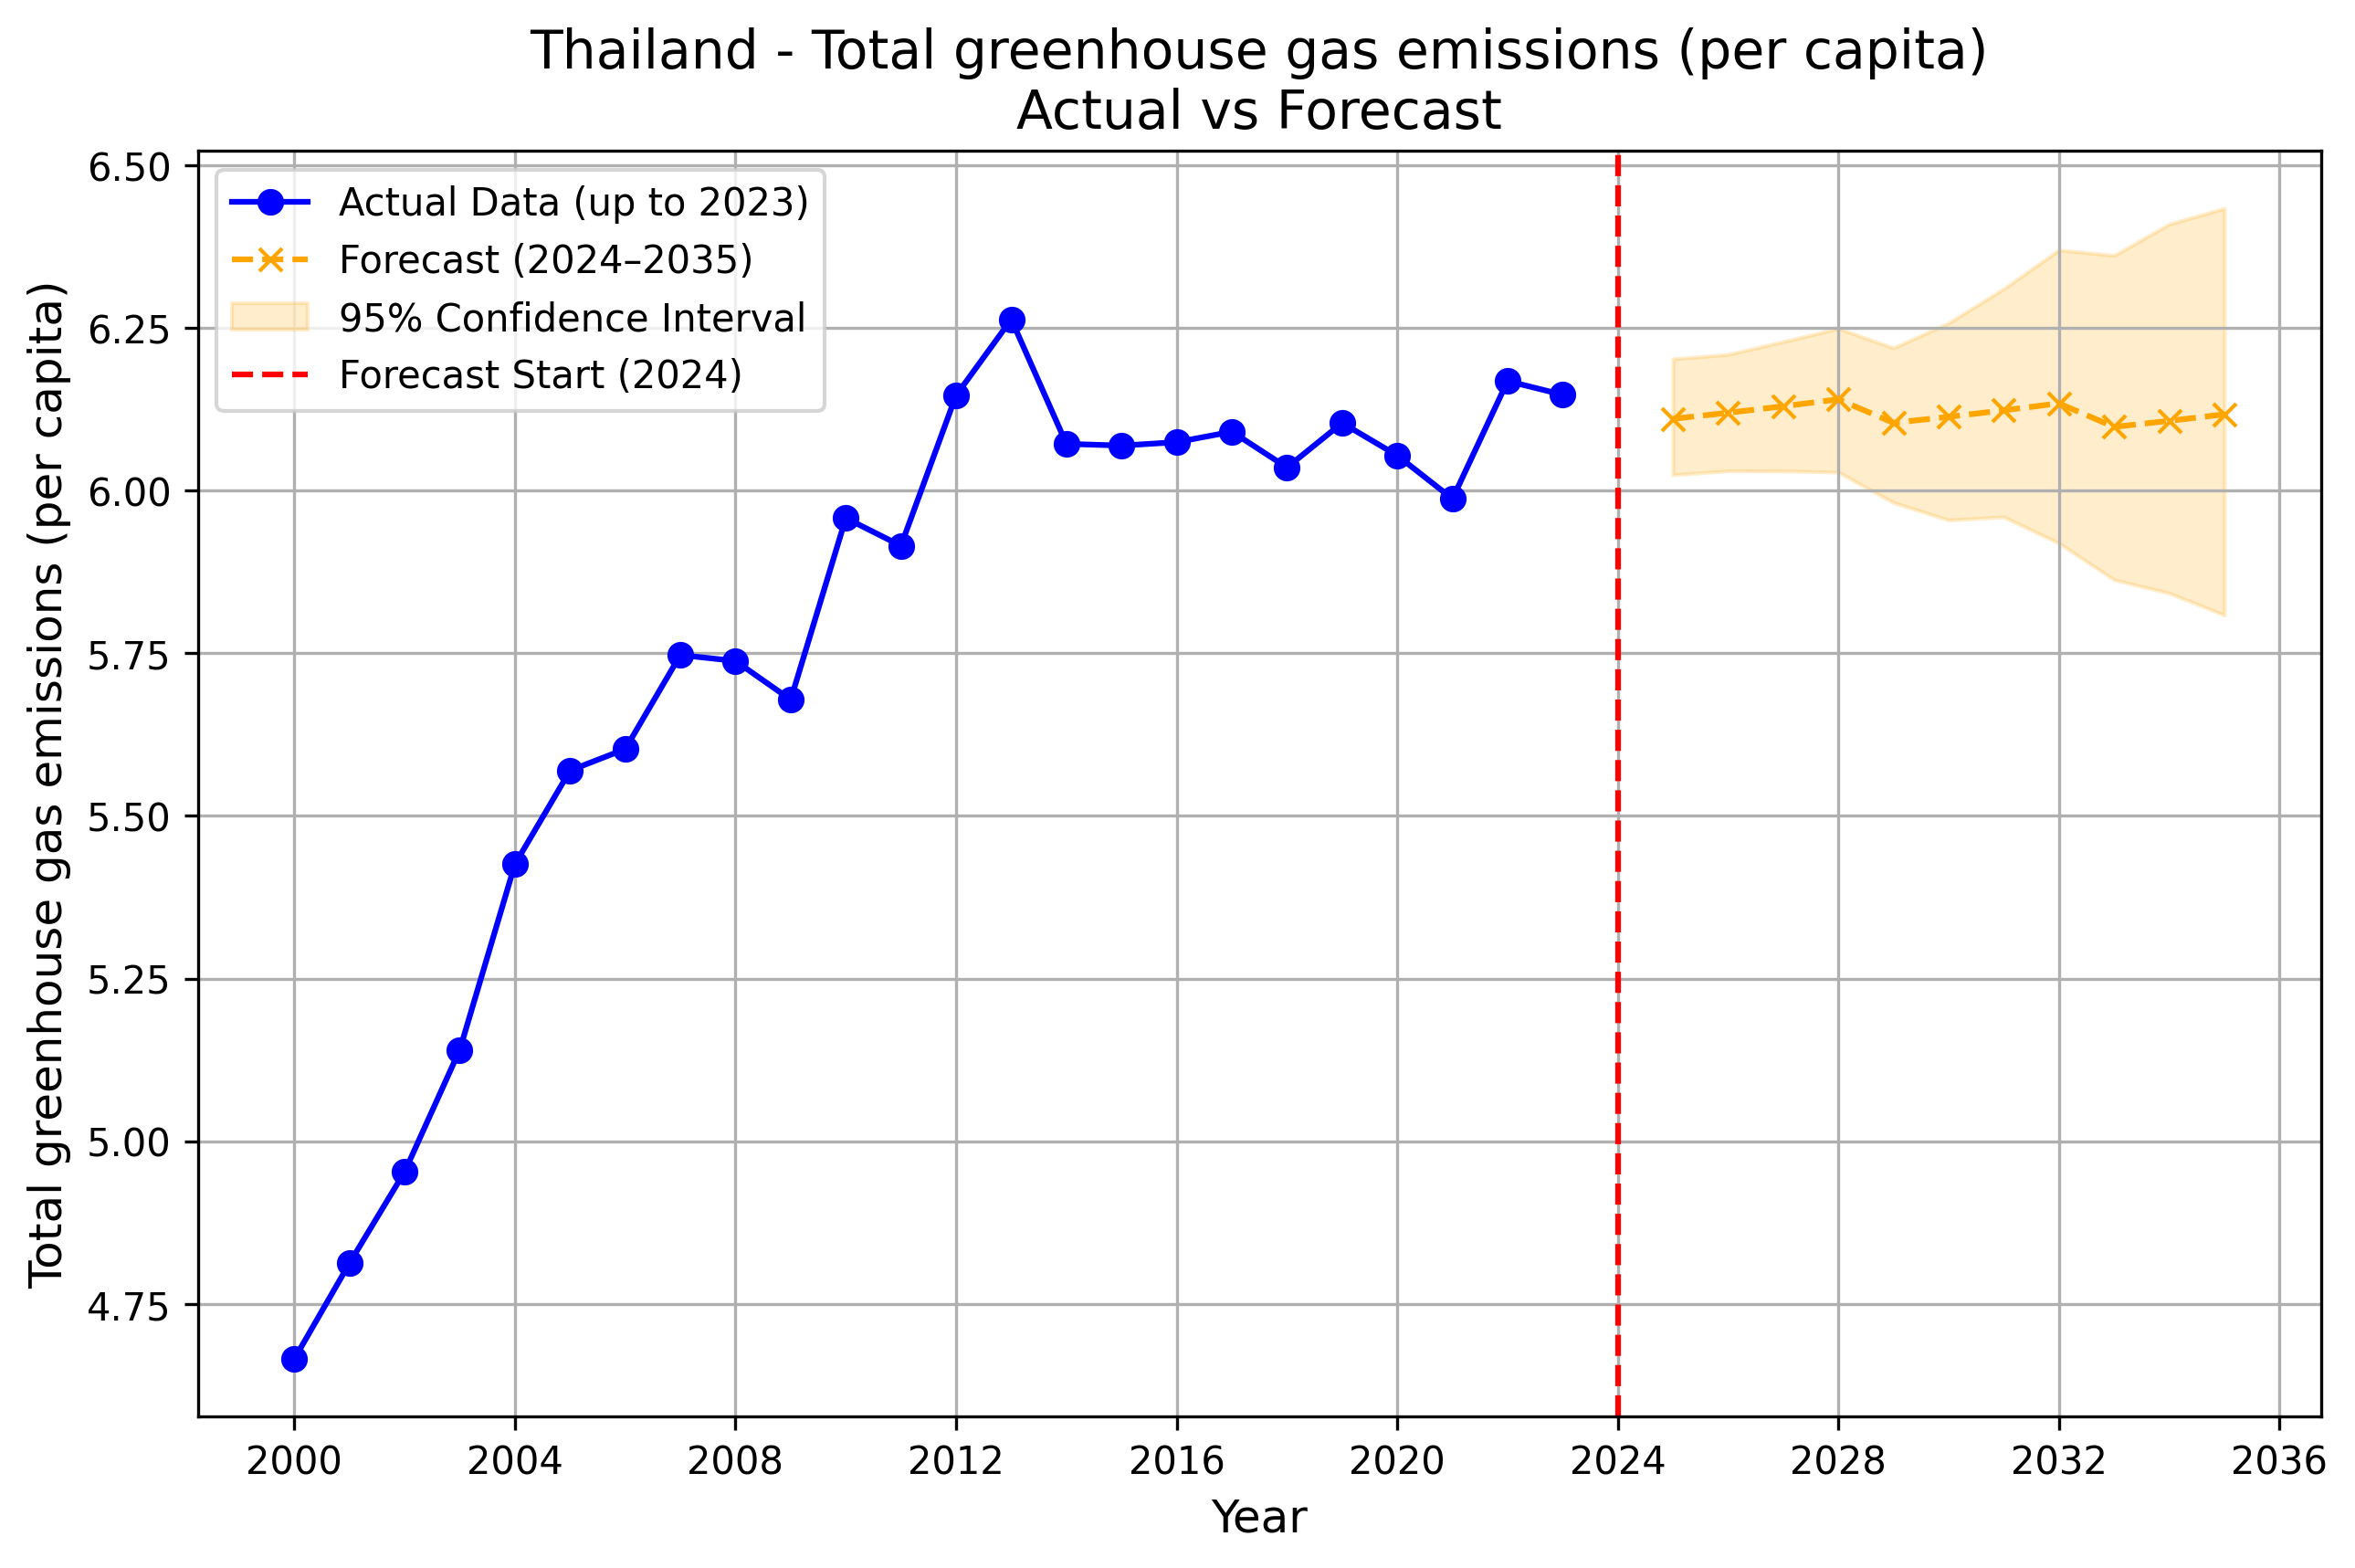 Thailand - Total greenhouse gas emissions (per capita)
Actual vs Forecast
Total greenhouse gas emissions (per capita)
6.50
6.25
6.00
5.75
5.50
5.25
5.00
4.75
Actual Data (up to 2023)
Forecast (2024–2035)
95% Confidence Interval
Forecast Start (2024)
2000 2004 2008 2012 2016 2020 2024 2028 2032 2036
Year